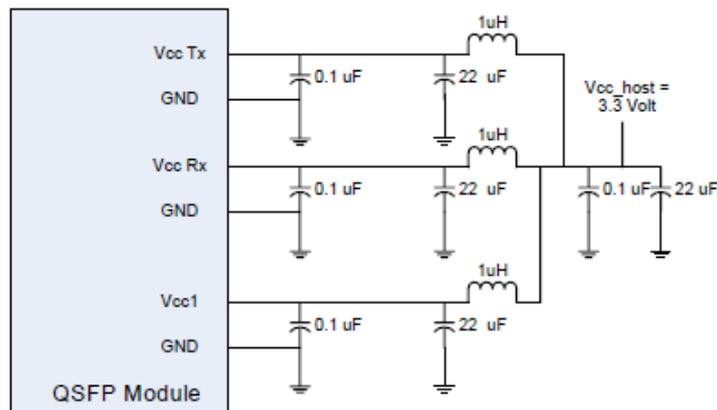 1uH
Vcc Tx
0.1 uF
22 uF
GND
Vcc_host =
3.3 Volt
1uH
Vcc Rx
0.1 uF
22 uF
0.1 uF
22 uF
GND
1uH
Vcc1
0.1 uF
22 uF
GND
QSFP Module